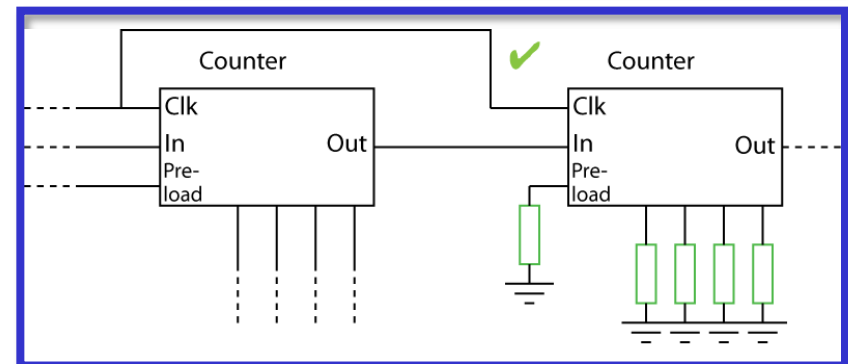 Counter
Clk
In
Out
Pre-
load
Counter
Clk
In
Out
Pre-
load